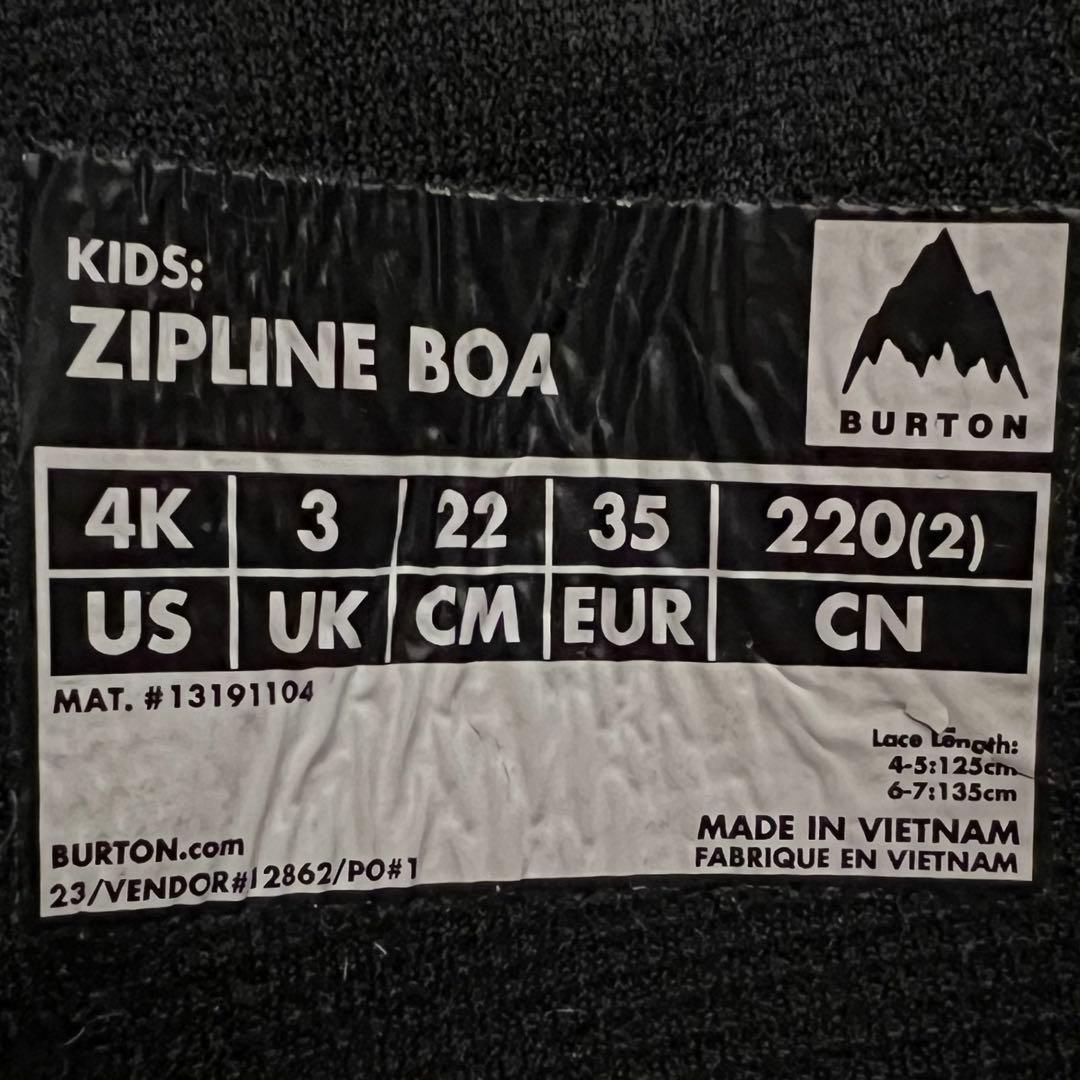 KIDS:
ZIPLINE BOA
BURTON
4K 3 22 35 220(2)
US UK CM EUR CN
MAT. #13191104
Lace Length:
4-5:125cm
6-7:135cm
BURTON.com
23/VENDOR#12862/PO#1
MADE IN VIETNAM
FABRIQUE EN VIETNAM